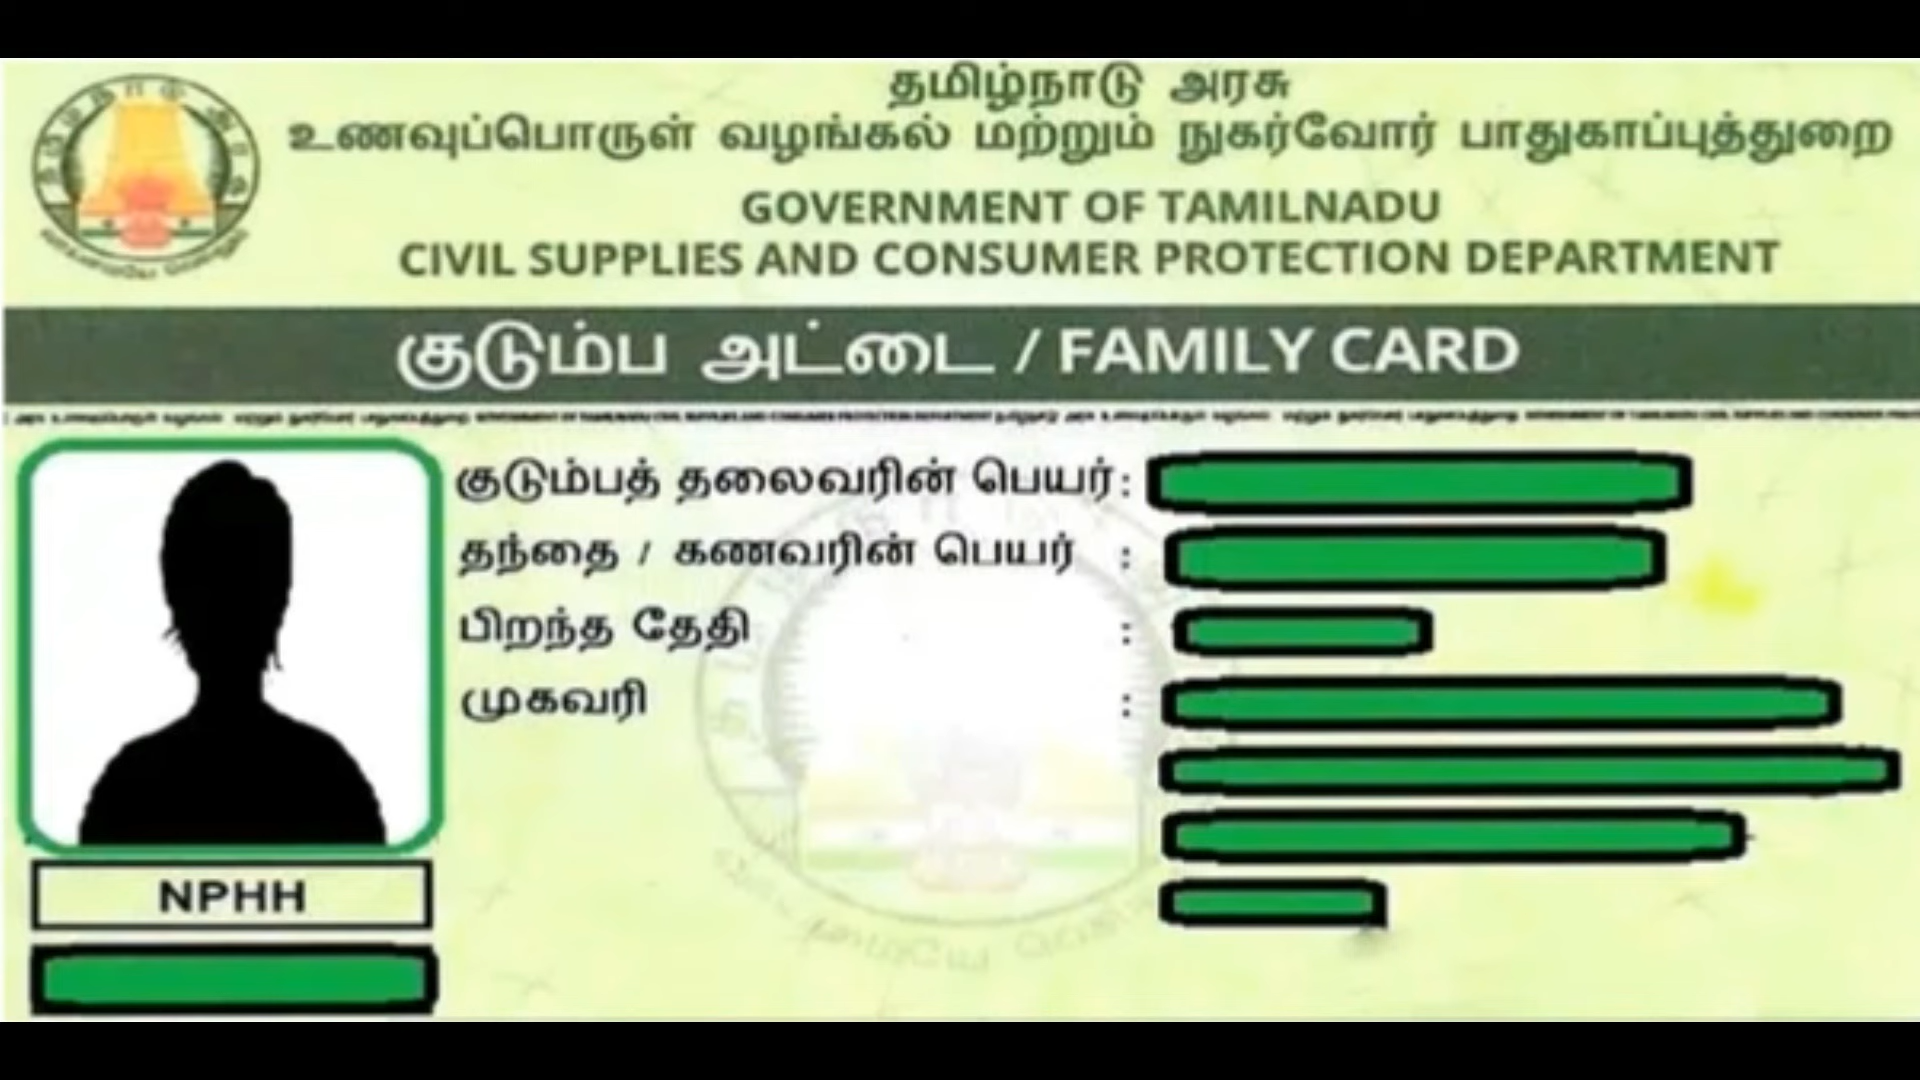 தமிழ்நாடு அரசு
உணவுப்பொருள் வழங்கல் மற்றும் நுகர்வோர் பாதுகாப்புத்துறை
GOVERNMENT OF TAMILNADU
CIVIL SUPPLIES AND CONSUMER PROTECTION DEPARTMENT
குடும்ப அட்டை / FAMILY CARD
குடும்பத் தலைவரின் பெயர் :
தந்தை / கணவரின் பெயர் :
பிறந்த தேதி :
முகவரி :
NPHH